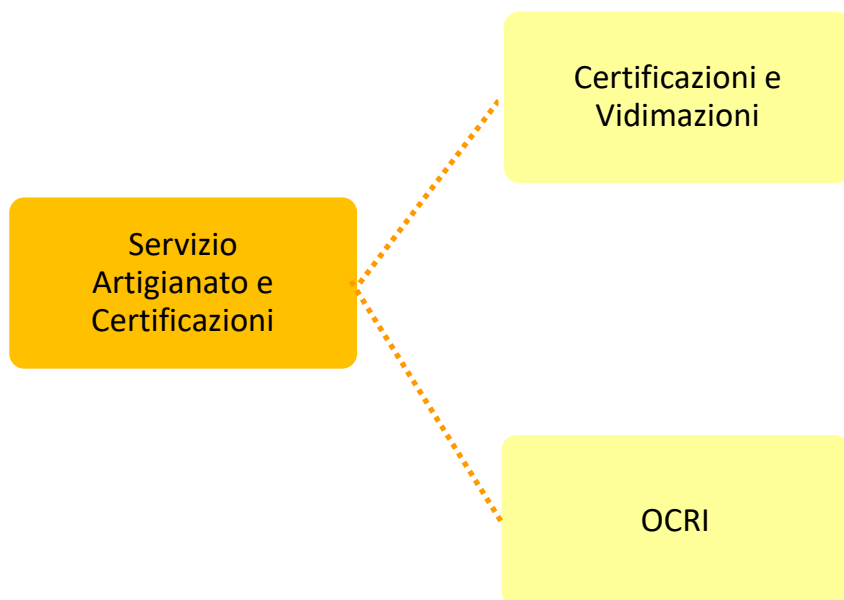 Certificazioni e
Vidimazioni
Servizio
Artigianato e
Certificazioni
OCRI